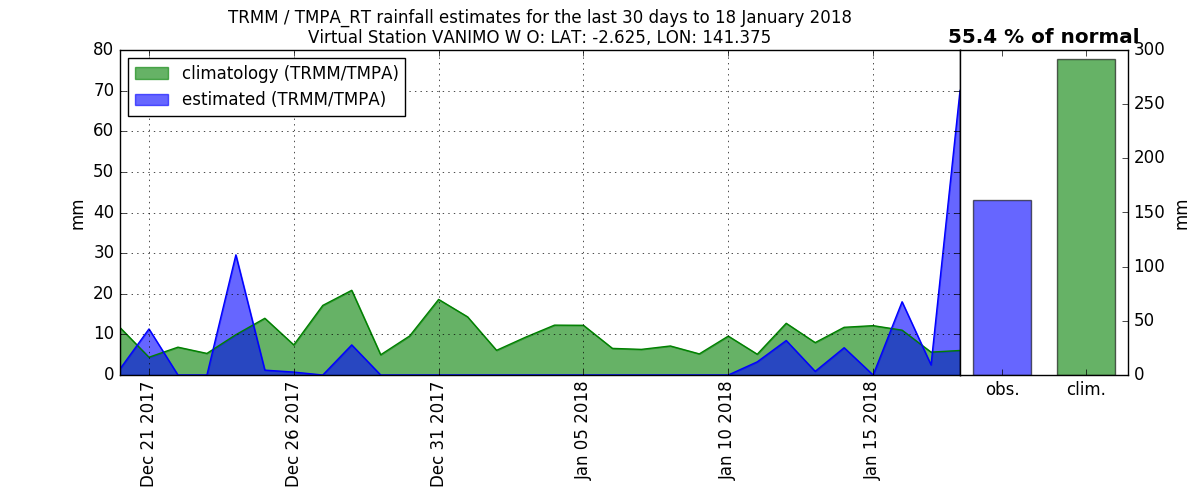 TRMM / TMPA_RT rainfall estimates for the last 30 days to 18 January 2018
Virtual Station VANIMO W O: LAT: -2.625, LON: 141.375
55.4 % of normal
climatology (TRMM/TMPA)
estimated (TRMM/TMPA)
80
70
60
50
40
30
20
10
0
mm
Dec 21 2017
Dec 26 2017
Dec 31 2017
Jan 05 2018
Jan 10 2018
Jan 15 2018
300
250
200
150
100
50
0
mm
obs.
clim.